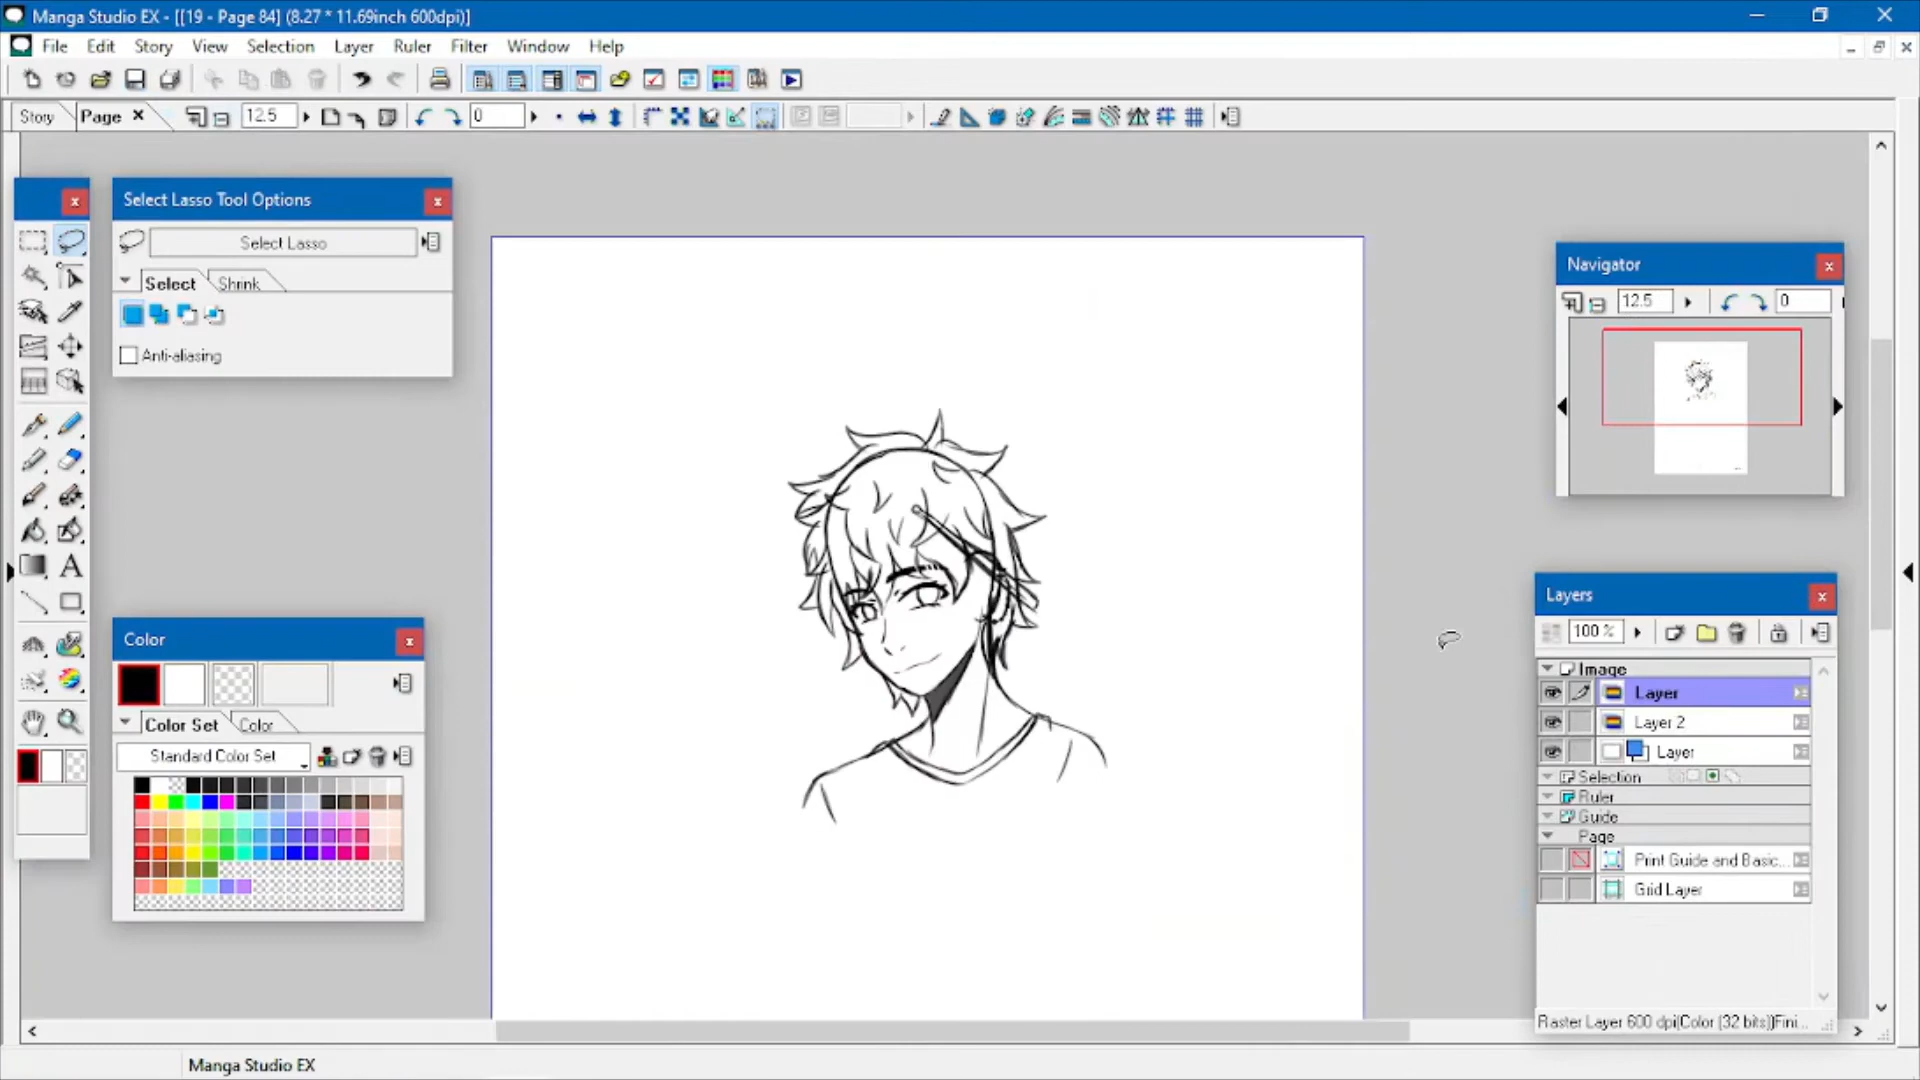 Manga Studio EX - [[19 - Page 84] (8.27 * 11.69inch 600dpi)]
File Edit Story View Selection Layer Ruler Filter Window Help
Story Page 12.5 0
Select Lasso Tool Options
Select Lasso
Select Shrink
Anti-aliasing
Color
Color Set Color
Standard Color Set
A
Navigator
12.5 0
Layers
100 %
Image
Layer
Layer 2
Layer
Selection
Ruler
Guide
Page
Print Guide and Basic...
Grid Layer
Raster Layer 600 dpi(Color (32 bits))Fini...
Manga Studio EX